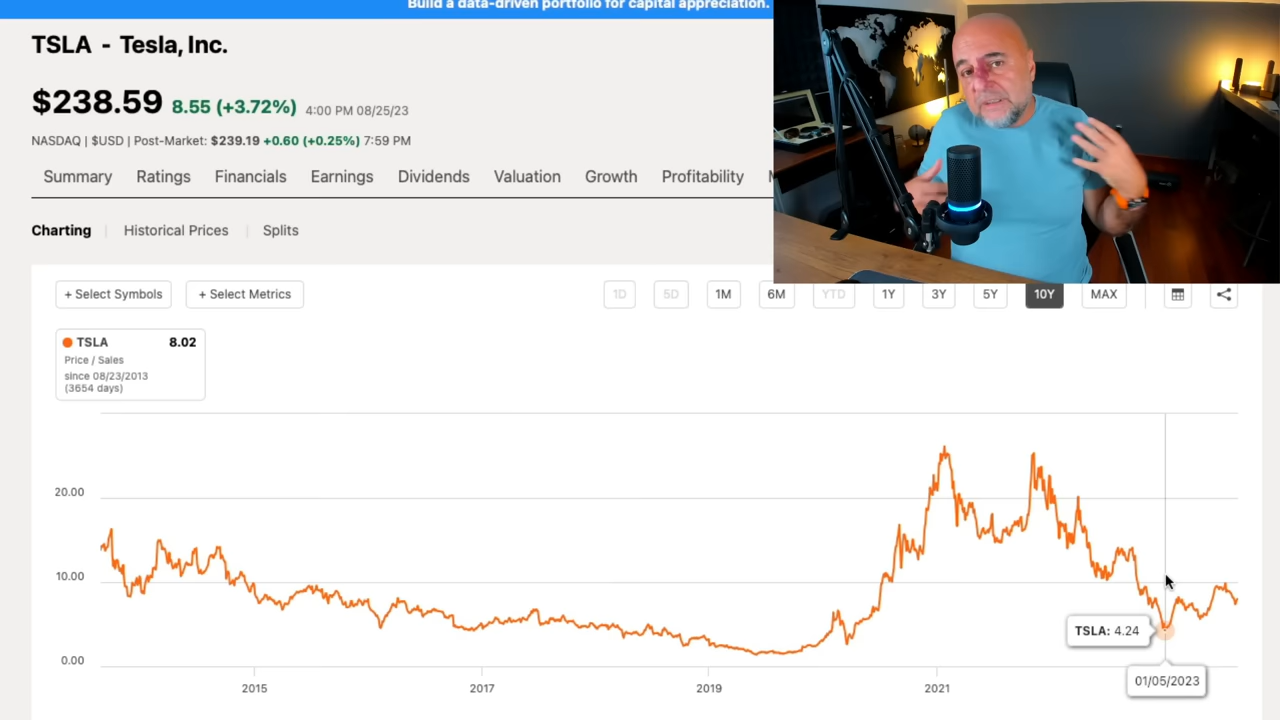 Build a data-driven portfolio for capital appreciation.
TSLA - Tesla, Inc.
$238.59 8.55 (+3.72%) 4:00 PM 08/25/23
NASDAQ | $USD | Post-Market: $239.19 +0.60 (+0.25%) 7:59 PM
Summary Ratings Financials Earnings Dividends Valuation Growth Profitability
Charting Historical Prices Splits
+ Select Symbols + Select Metrics 1D 5D 1M 6M YTD 1Y 3Y 5Y 10Y MAX
TSLA 8.02
Price / Sales
since 08/23/2013
(3654 days)
20.00
10.00
TSLA: 4.24
0.00
01/05/2023
2015 2017 2019 2021